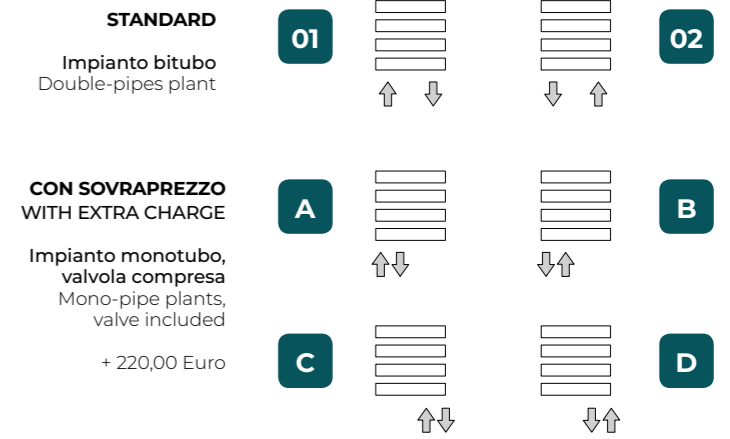 STANDARD
01
02
Impianto bitubo
Double-pipes plant
CON SOVRAPREZZO
WITH EXTRA CHARGE
A
B
Impianto monotubo,
valvola compresa
Mono-pipe plants,
valve included
+ 220,00 Euro
C
D